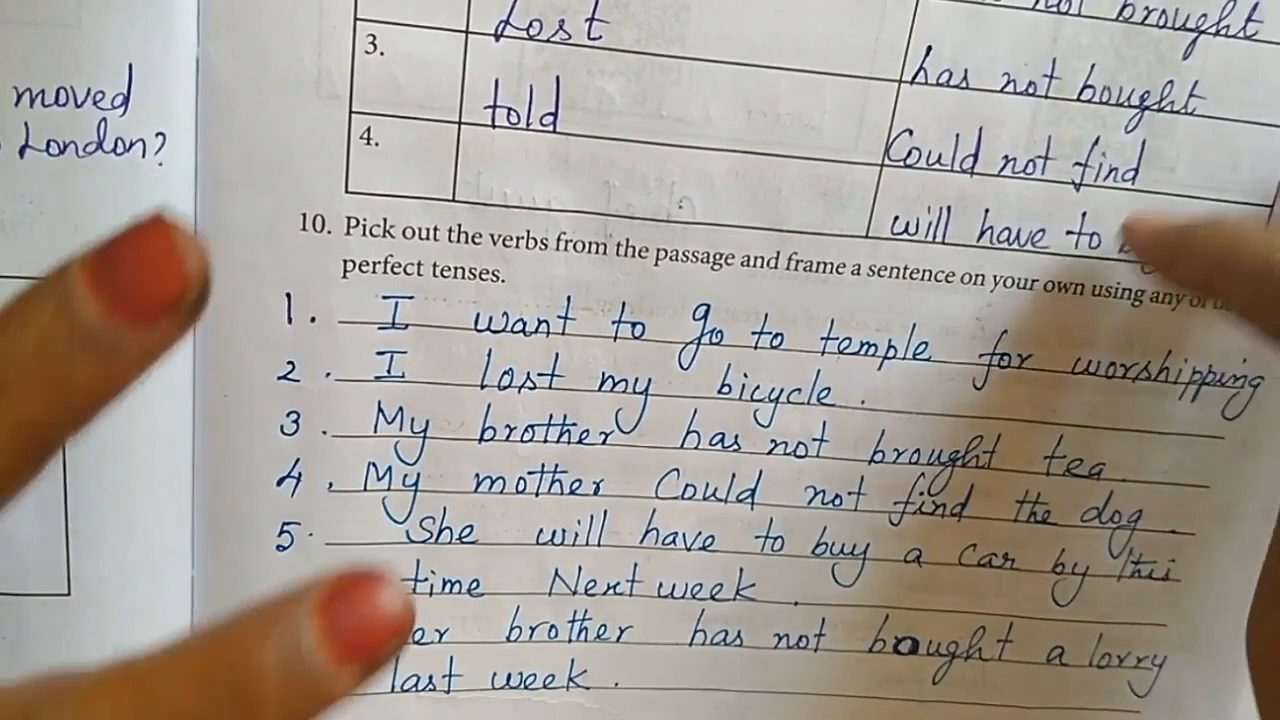 brought
Lost
3.
has not bought
moved
told
London?
4.
Could not find
will have to
10. Pick out the verbs from the passage and frame a sentence on your own using any
perfect tenses.
1. I want to go to temple for worshipping
2. I lost my bicycle.
3. My brother has not brought tea
4. My mother Could not find the dog
5. She will have to buy a Car by this
time Next week.
er brother has not bought a lorry
last week.